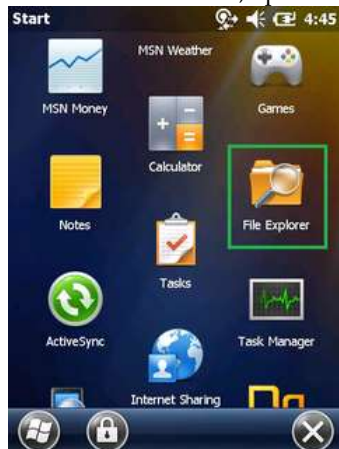 Start 4:45
MSN Weather
MSN Money
Games
Calculator
Notes
File Explorer
Tasks
ActiveSync
Task Manager
Internet Sharing